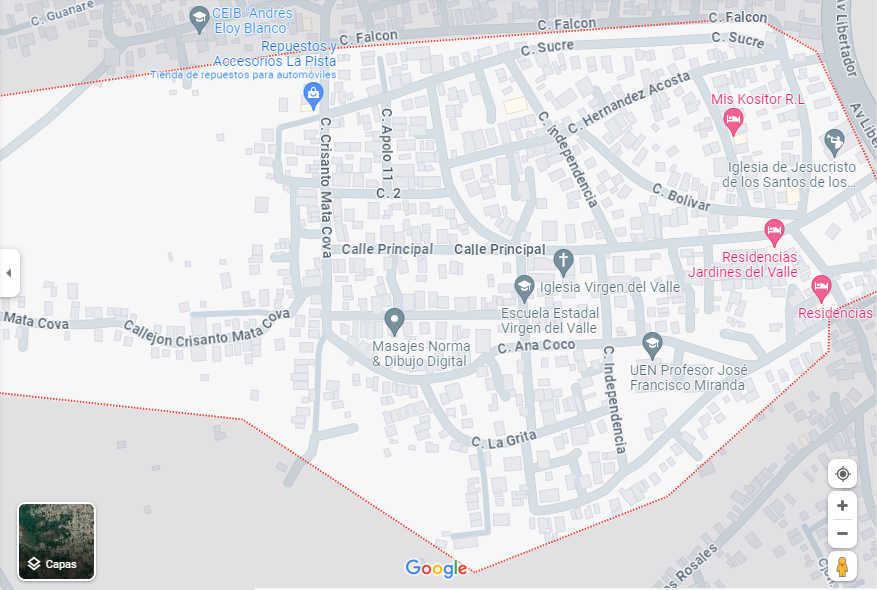 C. Guanare
CEIB. Andrés
Eloy Blanco
C. Falcon
C. Falcon
C. Falcon
Av Libertador
Repuestos y
Accesorios La Pista
Tienda de repuestos para automóviles
C. Sucre
C. Sucre
C. Hernandez Acosta
Mis Kositor R.L
C. Crisanto Mata Cova
C. Apolo 11
C. Independencia
Iglesia de Jesucristo
de los Santos de los...
C. 2
C. Bolivar
Calle Principal
Calle Principal
Residencias
Jardines del Valle
Iglesia Virgen del Valle
Escuela Estadal
Virgen del Valle
Residencias
Mata Cova
Callejon Crisanto Mata Cova
Masajes Norma
& Dibujo Digital
C. Ana Coco
C. Independencia
UEN Profesor José
Francisco Miranda
C. La Grita
Capas
Google
os Rosales